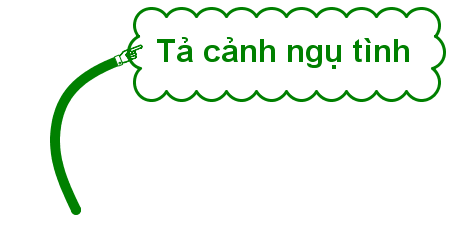 Tả cảnh ngụ tình